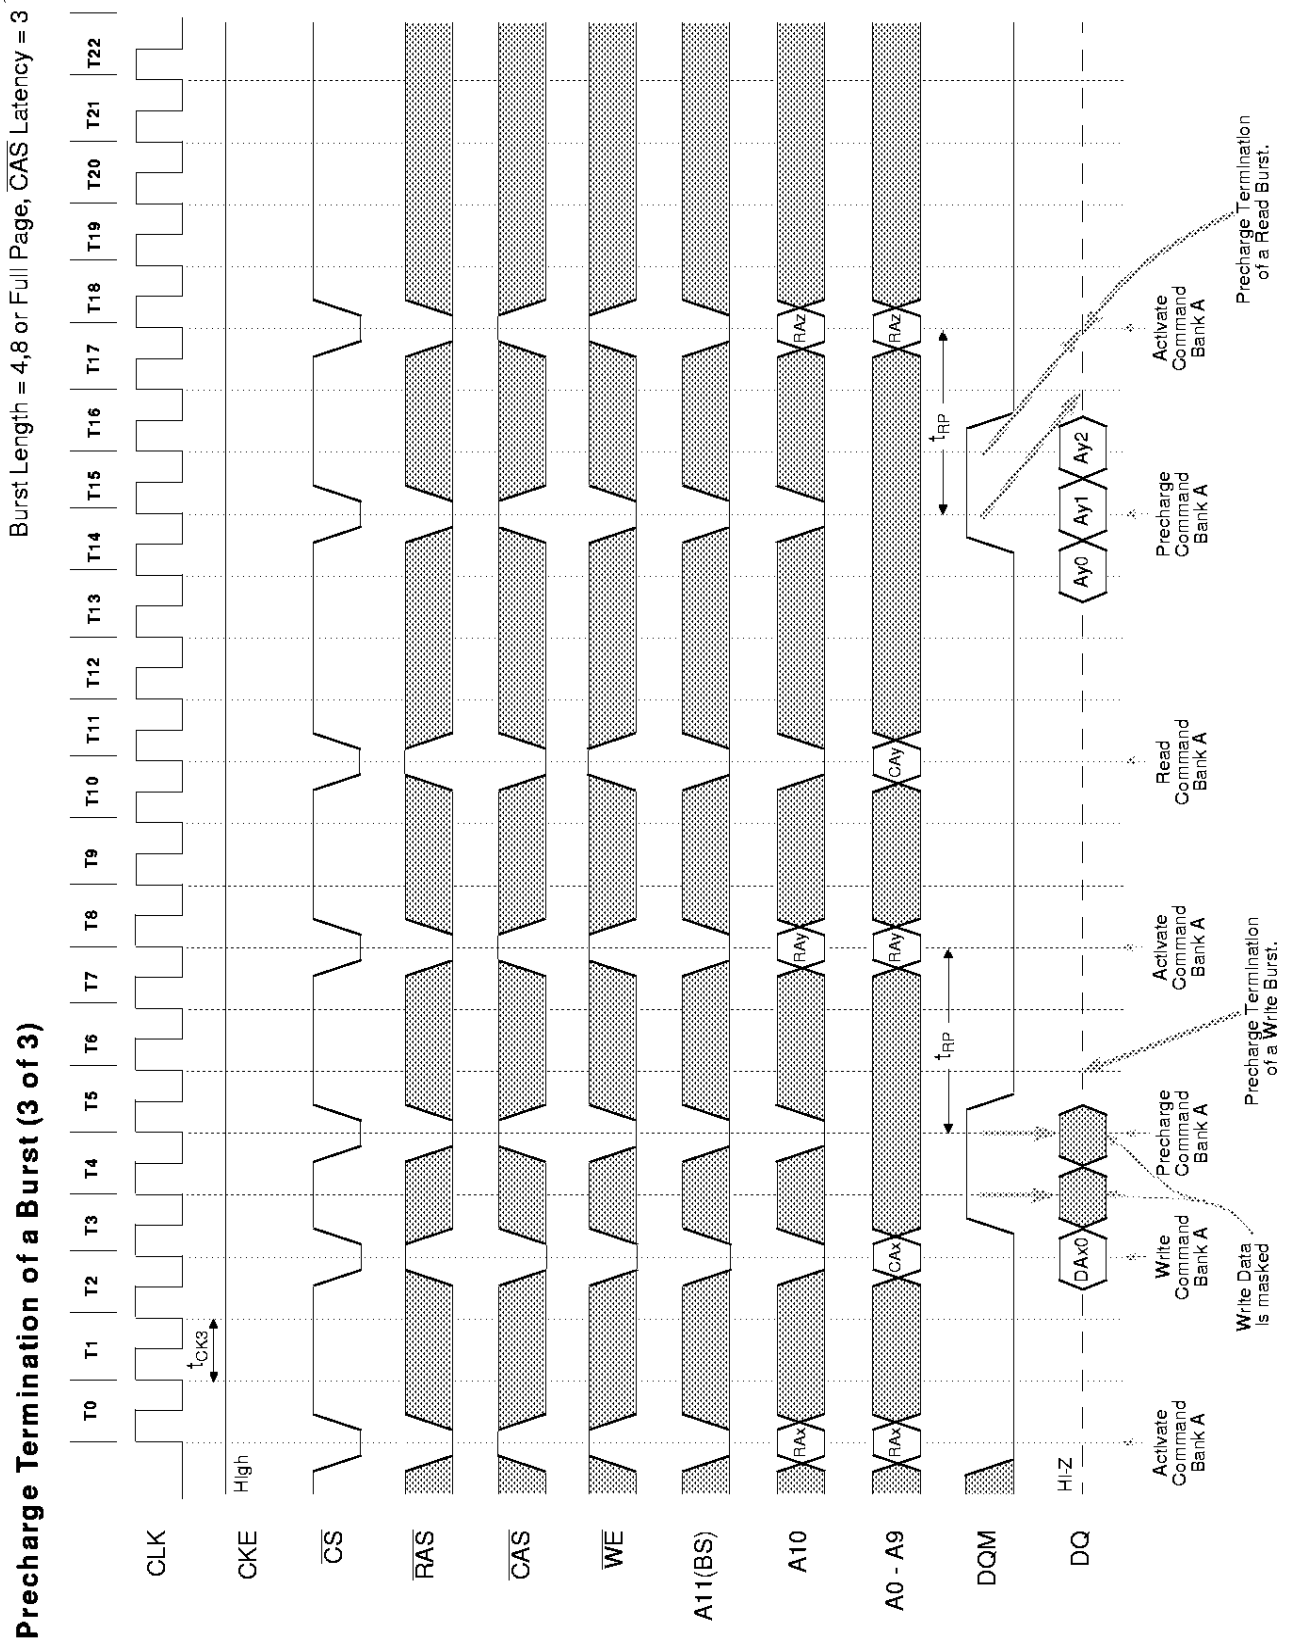 Precharge Termination of a Burst (3 of 3)
Burst Length = 4,8 or Full Page, CAS Latency = 3
T0 T1 T2 T3 T4 T5 T6 T7 T8 T9 T10 T11 T12 T13 T14 T15 T16 T17 T18 T19 T20 T21 T22
CLK
tCK3
CKE
High
CS
RAS
CAS
WE
A11(BS)
A10
RAx
RAy
RAz
A0 - A9
RAx
CAx
RAy
CAy
RAz
tRP
tRP
DQM
DQ
Hi-Z
DAx0
Ay0
Ay1
Ay2
Activate
Command
Bank A
Write
Command
Bank A
Precharge
Command
Bank A
Activate
Command
Bank A
Read
Command
Bank A
Precharge
Command
Bank A
Activate
Command
Bank A
Write Data
is masked
Precharge Termination
of a Write Burst.
Precharge Termination
of a Read Burst.